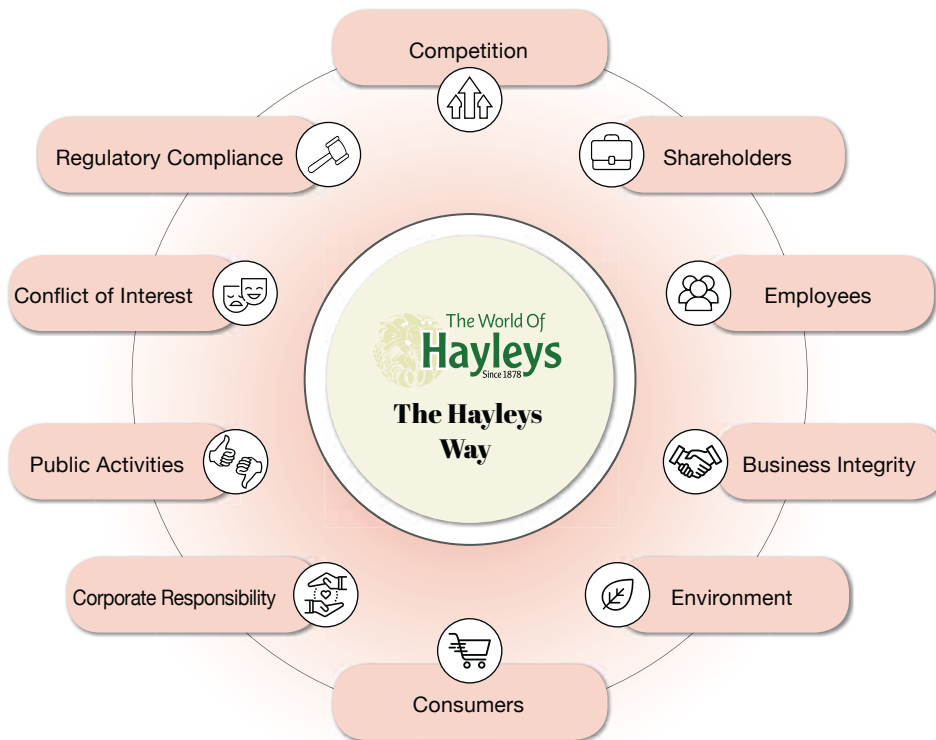 Competition
Regulatory Compliance
Shareholders
Conflict of Interest
Employees
The World Of
Hayleys
Since 1878
The Hayleys
Way
Public Activities
Business Integrity
Corporate Responsibility
Environment
Consumers